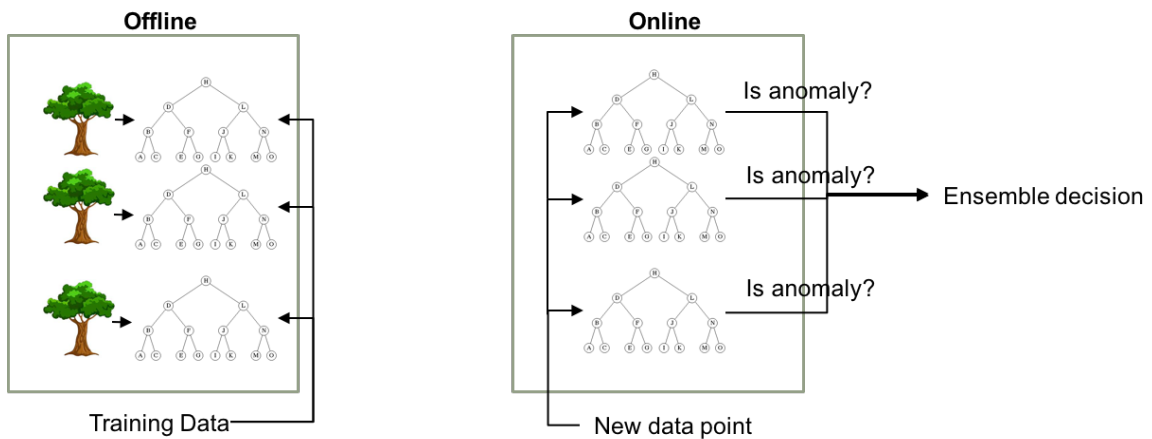 Offline
H
D L
B F J N
A C E G I K M O
H
D L
B F J N
A C E G I K M O
H
D L
B F J N
A C E G I K M O
Training Data
Online
H
D L
B F J N
A C E G I K M O
Is anomaly?
H
D L
B F J N
A C E G I K M O
Is anomaly?
H
D L
B F J N
A C E G I K M O
Is anomaly?
Ensemble decision
New data point